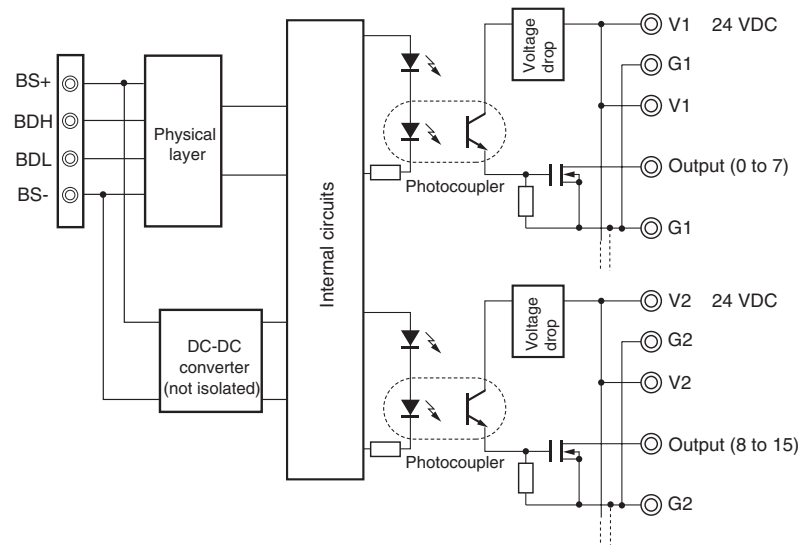 BS+
BDH
BDL
BS-
Physical
layer
DC-DC
converter
(not isolated)
Internal circuits
Photocoupler
Voltage
drop
V1 24 VDC
G1
V1
Output (0 to 7)
G1
Photocoupler
Voltage
drop
V2 24 VDC
G2
V2
Output (8 to 15)
G2